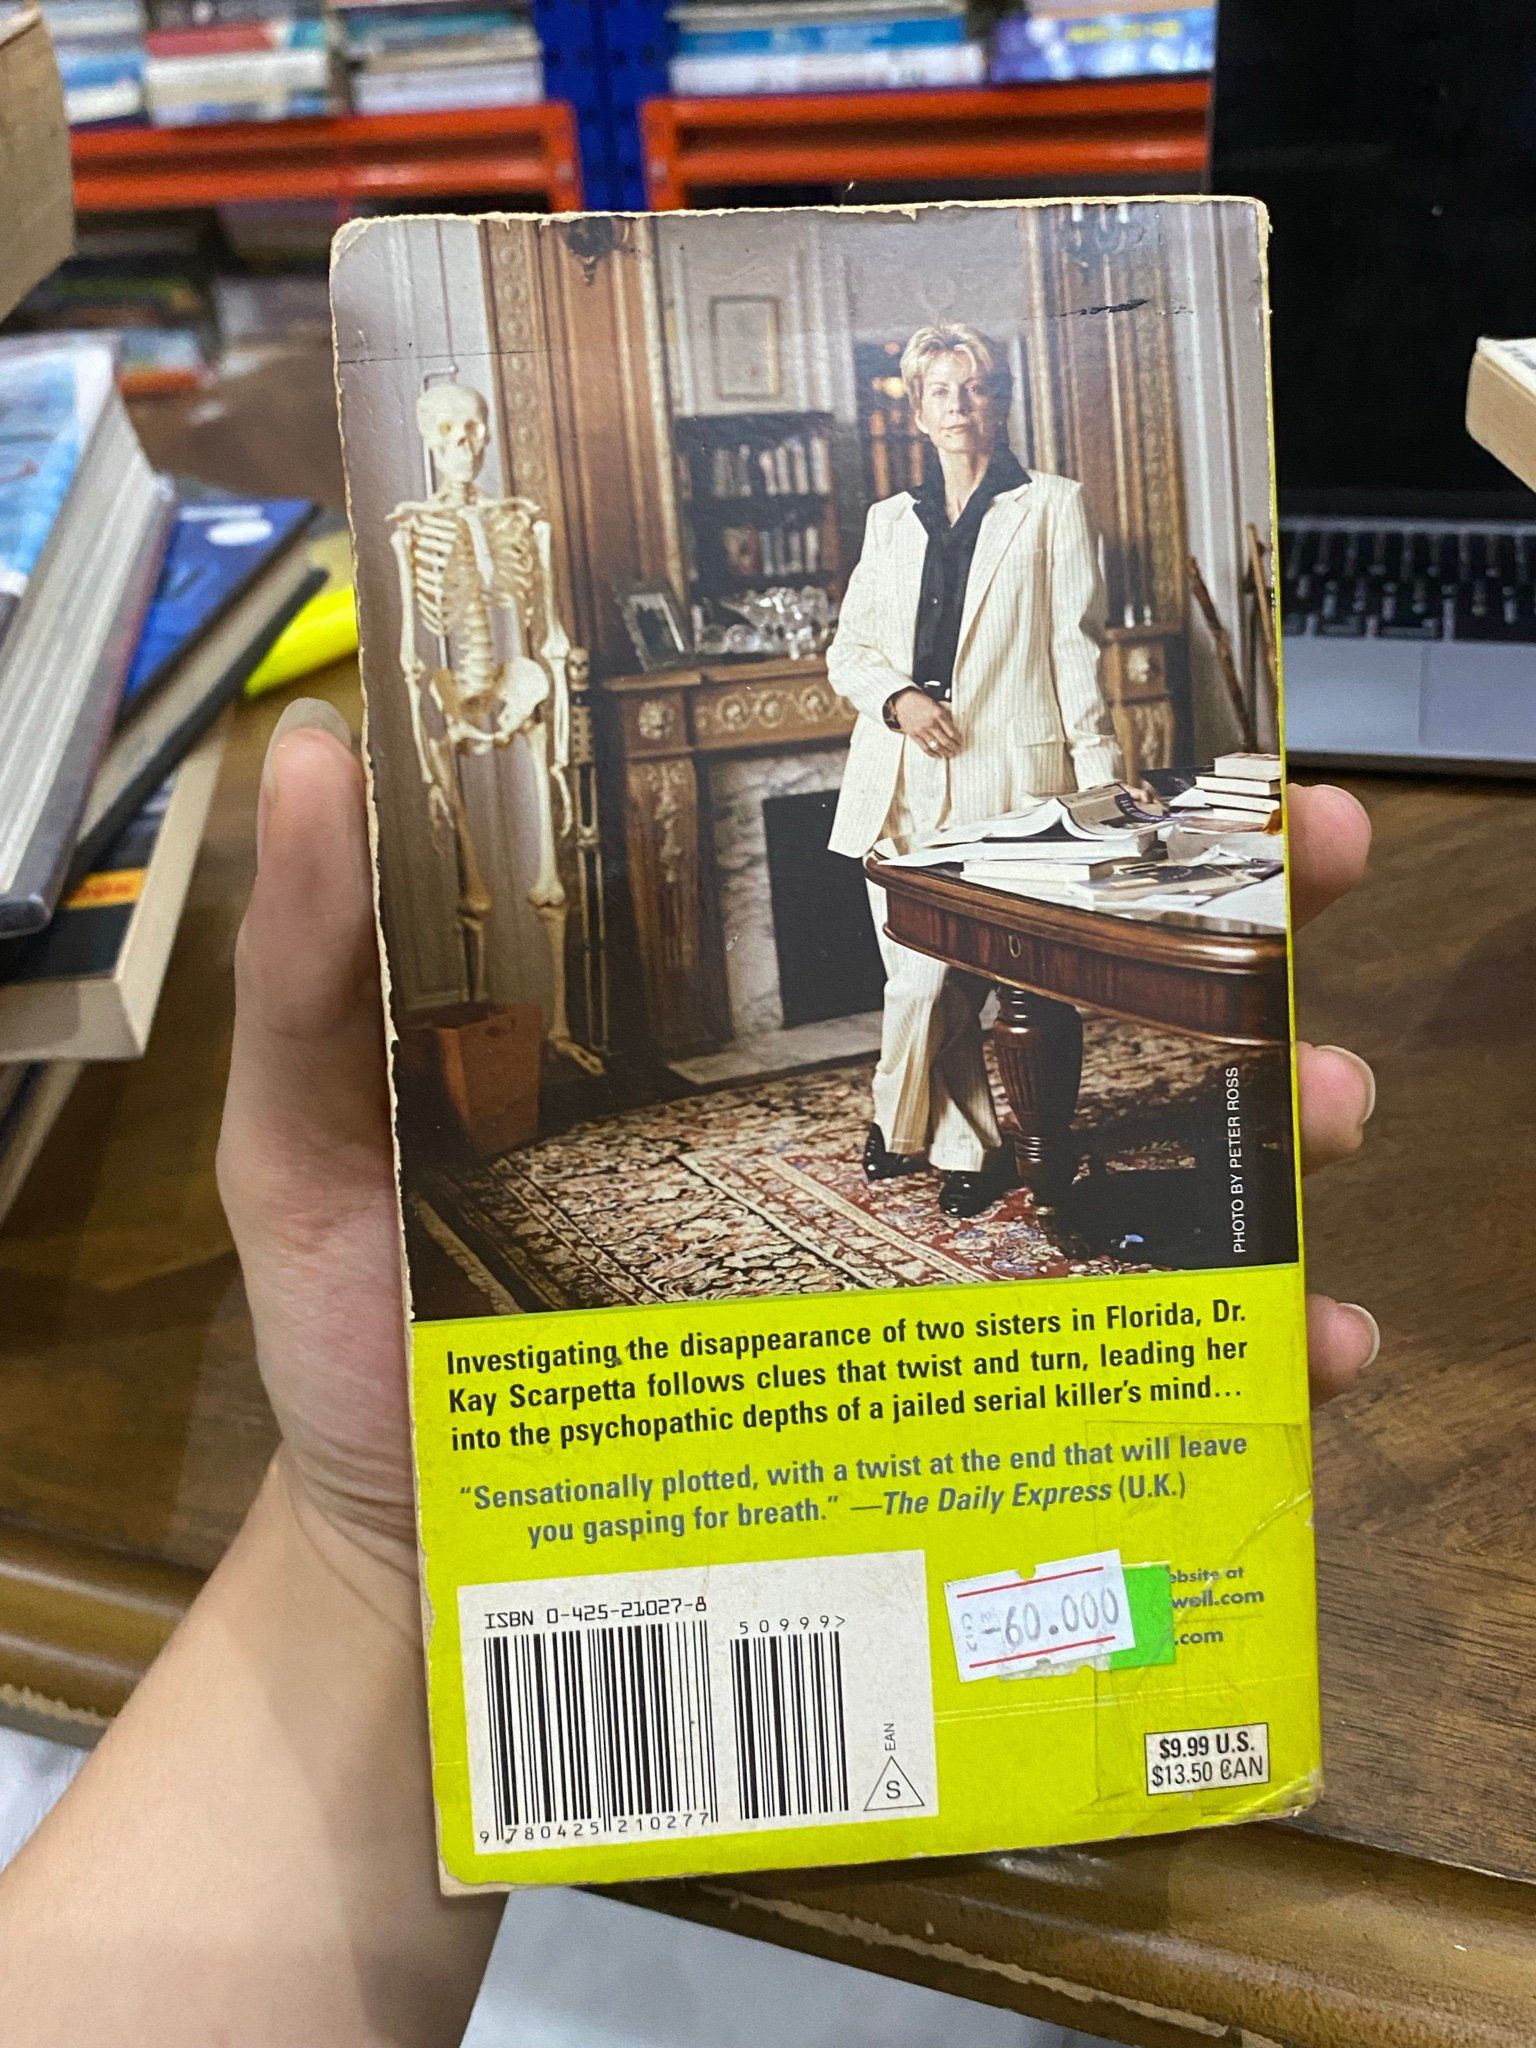 PHOTO BY PETER ROSS
Investigating the disappearance of two sisters in Florida, Dr.
Kay Scarpetta follows clues that twist and turn, leading her
into the psychopathic depths of a jailed serial killer's mind...
“Sensationally plotted, with a twist at the end that will leave
you gasping for breath.” —The Daily Express (U.K.)
ISBN 0-425-21027-8
50999>
9 780425 210277
EAN
S
-60.000
ebsite at
well.com
.com
$9.99 U.S.
$13.50 CAN